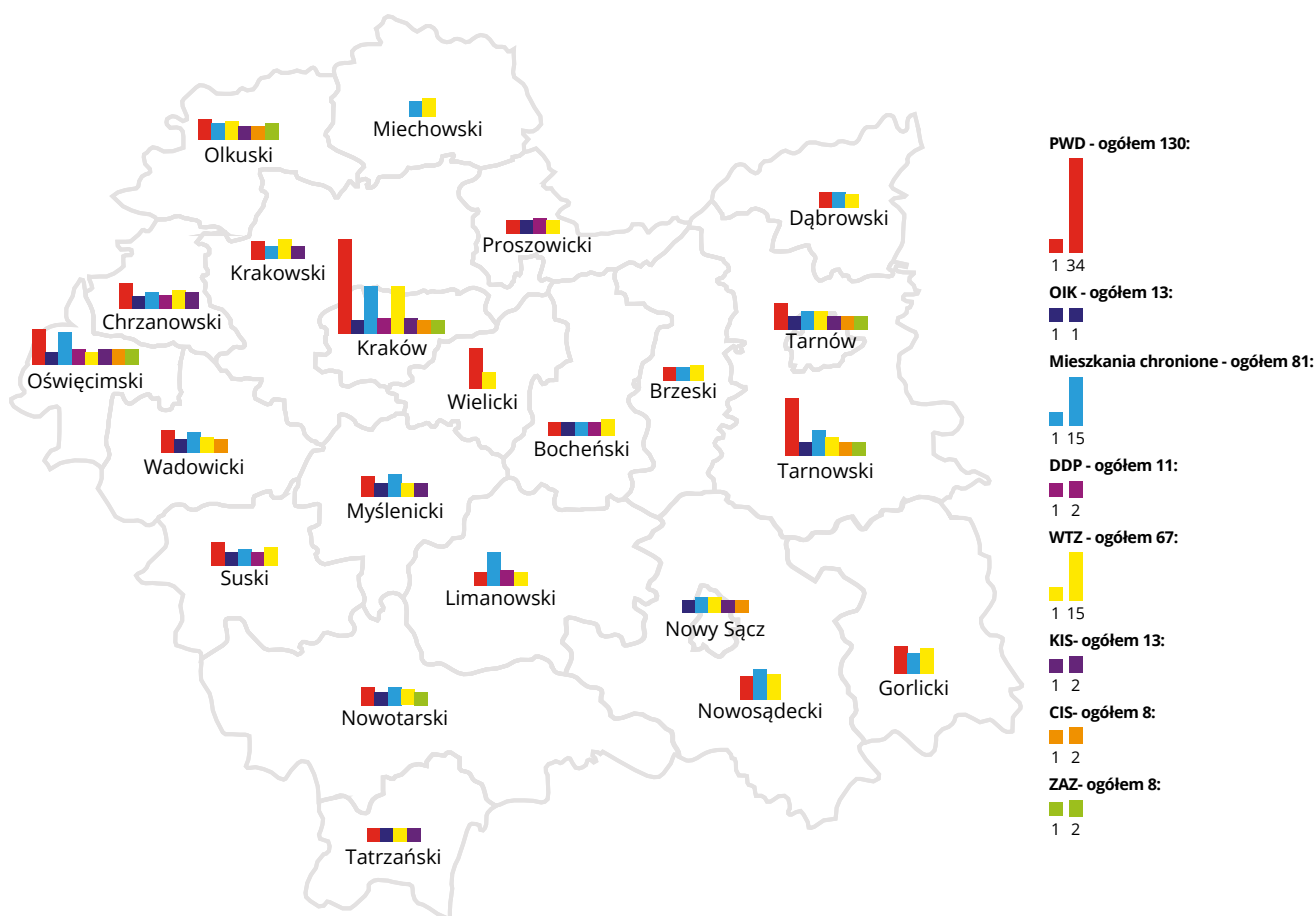 Miechowski
Olkuski
Dąbrowski
Proszowicki
Krakowski
Chrzanowski
Kraków
Tarnów
Oświęcimski
Wielicki
Brzeski
Bocheński
Wadowicki
Tarnowski
Myślenicki
Suski
Limanowski
Nowy Sącz
Gorlicki
Nowosądecki
Nowotarski
Tatrzański
PWD - ogółem 130:
1 34
OIK - ogółem 13:
1 1
Mieszkania chronione - ogółem 81:
1 15
DDP - ogółem 11:
1 2
WTZ - ogółem 67:
1 15
KIS- ogółem 13:
1 2
CIS- ogółem 8:
1 2
ZAZ- ogółem 8:
1 2